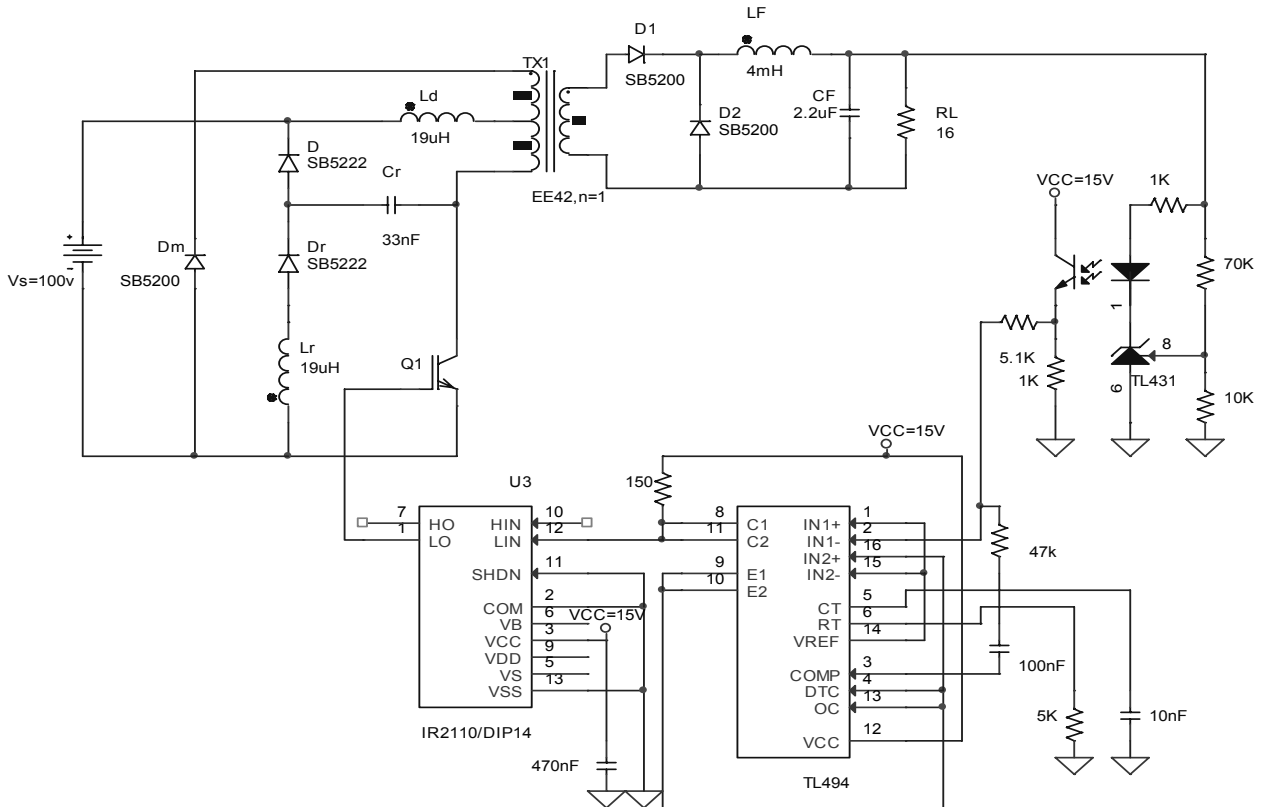 LF
D1
TX1
4mH
SB5200
Ld
CF
2.2uF
RL
16
D2
SB5200
19uH
D
SB5222
Cr
VCC=15V
1K
EE42,n=1
33nF
+
-
Dm
Dr
SB5222
Vs=100v
SB5200
70K
1
Lr
19uH
Q1
5.1K
8
1K
6
TL431
10K
VCC=15V
U3
150
7
HO
HIN
10
8
C1
IN1+
1
1
LO
LIN
12
11
C2
IN1-
2
IN2+
16
47k
SHDN
11
9
E1
IN2-
15
10
E2
COM
2
VCC=15V
CT
5
VB
6
RT
6
VCC
3
VREF
14
VDD
9
100nF
VS
5
COMP
3
VSS
13
DTC
4
OC
13
5K
10nF
IR2110/DIP14
VCC
12
470nF
TL494